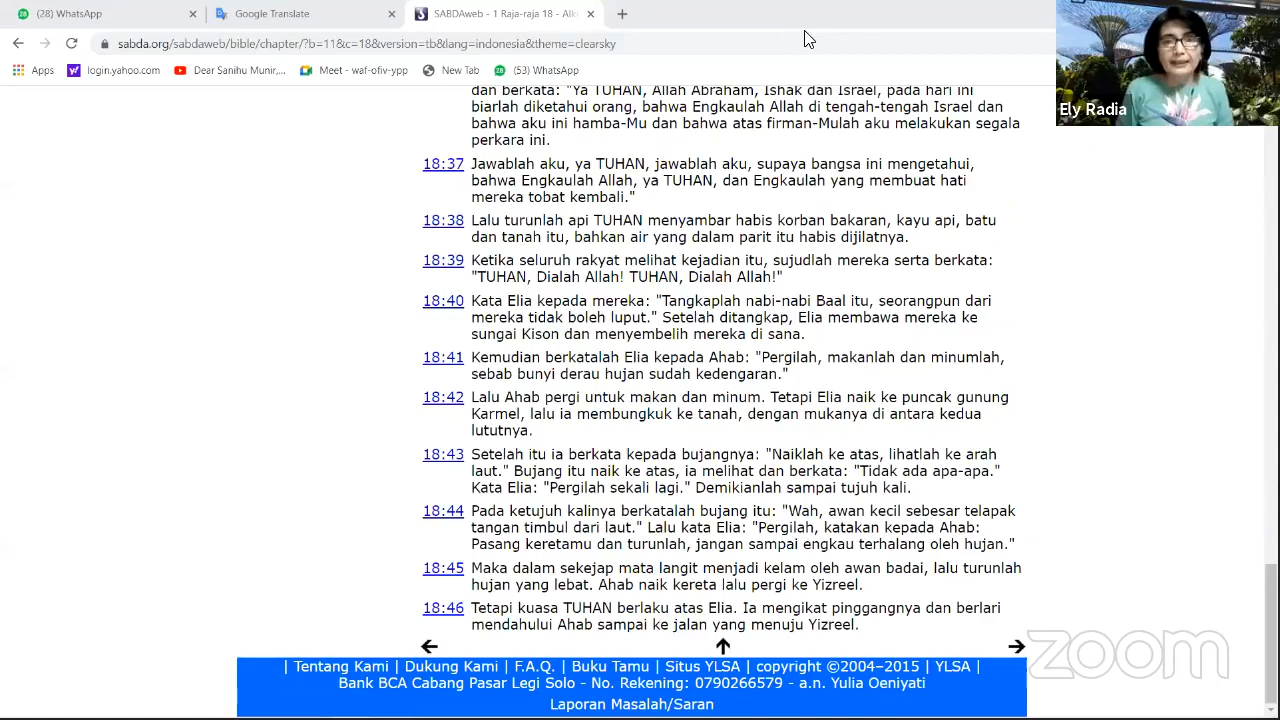 (28) WhatsApp
Google Translate
SABDAweb - 1 Raja-raja 18 - Alki
sabda.org/sabdaweb/bible/chapter/?b=11&c=18&version=tb&lang=indonesia&theme=clearsky
Apps
login.yahoo.com
Dear Sanihu Munir,...
Meet - waf-ofiv-ypp
New Tab
(53) WhatsApp
Ely Radia
dan berkata: "Ya TUHAN, Allah Abraham, Ishak dan Israel, pada hari ini
biarlah diketahui orang, bahwa Engkaulah Allah di tengah-tengah Israel dan
bahwa aku ini hamba-Mu dan bahwa atas firman-Mulah aku melakukan segala
perkara ini.
18:37 Jawablah aku, ya TUHAN, jawablah aku, supaya bangsa ini mengetahui,
bahwa Engkaulah Allah, ya TUHAN, dan Engkaulah yang membuat hati
mereka tobat kembali."
18:38 Lalu turunlah api TUHAN menyambar habis korban bakaran, kayu api, batu
dan tanah itu, bahkan air yang dalam parit itu habis dijilatnya.
18:39 Ketika seluruh rakyat melihat kejadian itu, sujudlah mereka serta berkata:
"TUHAN, Dialah Allah! TUHAN, Dialah Allah!"
18:40 Kata Elia kepada mereka: "Tangkaplah nabi-nabi Baal itu, seorangpun dari
mereka tidak boleh luput." Setelah ditangkap, Elia membawa mereka ke
sungai Kison dan menyembelih mereka di sana.
18:41 Kemudian berkatalah Elia kepada Ahab: "Pergilah, makanlah dan minumlah,
sebab bunyi derau hujan sudah kedengaran."
18:42 Lalu Ahab pergi untuk makan dan minum. Tetapi Elia naik ke puncak gunung
Karmel, lalu ia membungkuk ke tanah, dengan mukanya di antara kedua
lututnya.
18:43 Setelah itu ia berkata kepada bujangnya: "Naiklah ke atas, lihatlah ke arah
laut." Bujang itu naik ke atas, ia melihat dan berkata: "Tidak ada apa-apa."
Kata Elia: "Pergilah sekali lagi." Demikianlah sampai tujuh kali.
18:44 Pada ketujuh kalinya berkatalah bujang itu: "Wah, awan kecil sebesar telapak
tangan timbul dari laut." Lalu kata Elia: "Pergilah, katakan kepada Ahab:
Pasang keretamu dan turunlah, jangan sampai engkau terhalang oleh hujan."
18:45 Maka dalam sekejap mata langit menjadi kelam oleh awan badai, lalu turunlah
hujan yang lebat. Ahab naik kereta lalu pergi ke Yizreel.
18:46 Tetapi kuasa TUHAN berlaku atas Elia. Ia mengikat pinggangnya dan berlari
mendahului Ahab sampai ke jalan yang menuju Yizreel.
zoom
| Tentang Kami | Dukung Kami | F.A.Q. | Buku Tamu | Situs YLSA | copyright ©2004–2015 | YLSA |
Bank BCA Cabang Pasar Legi Solo - No. Rekening: 0790266579 - a.n. Yulia Oeniyati
Laporan Masalah/Saran